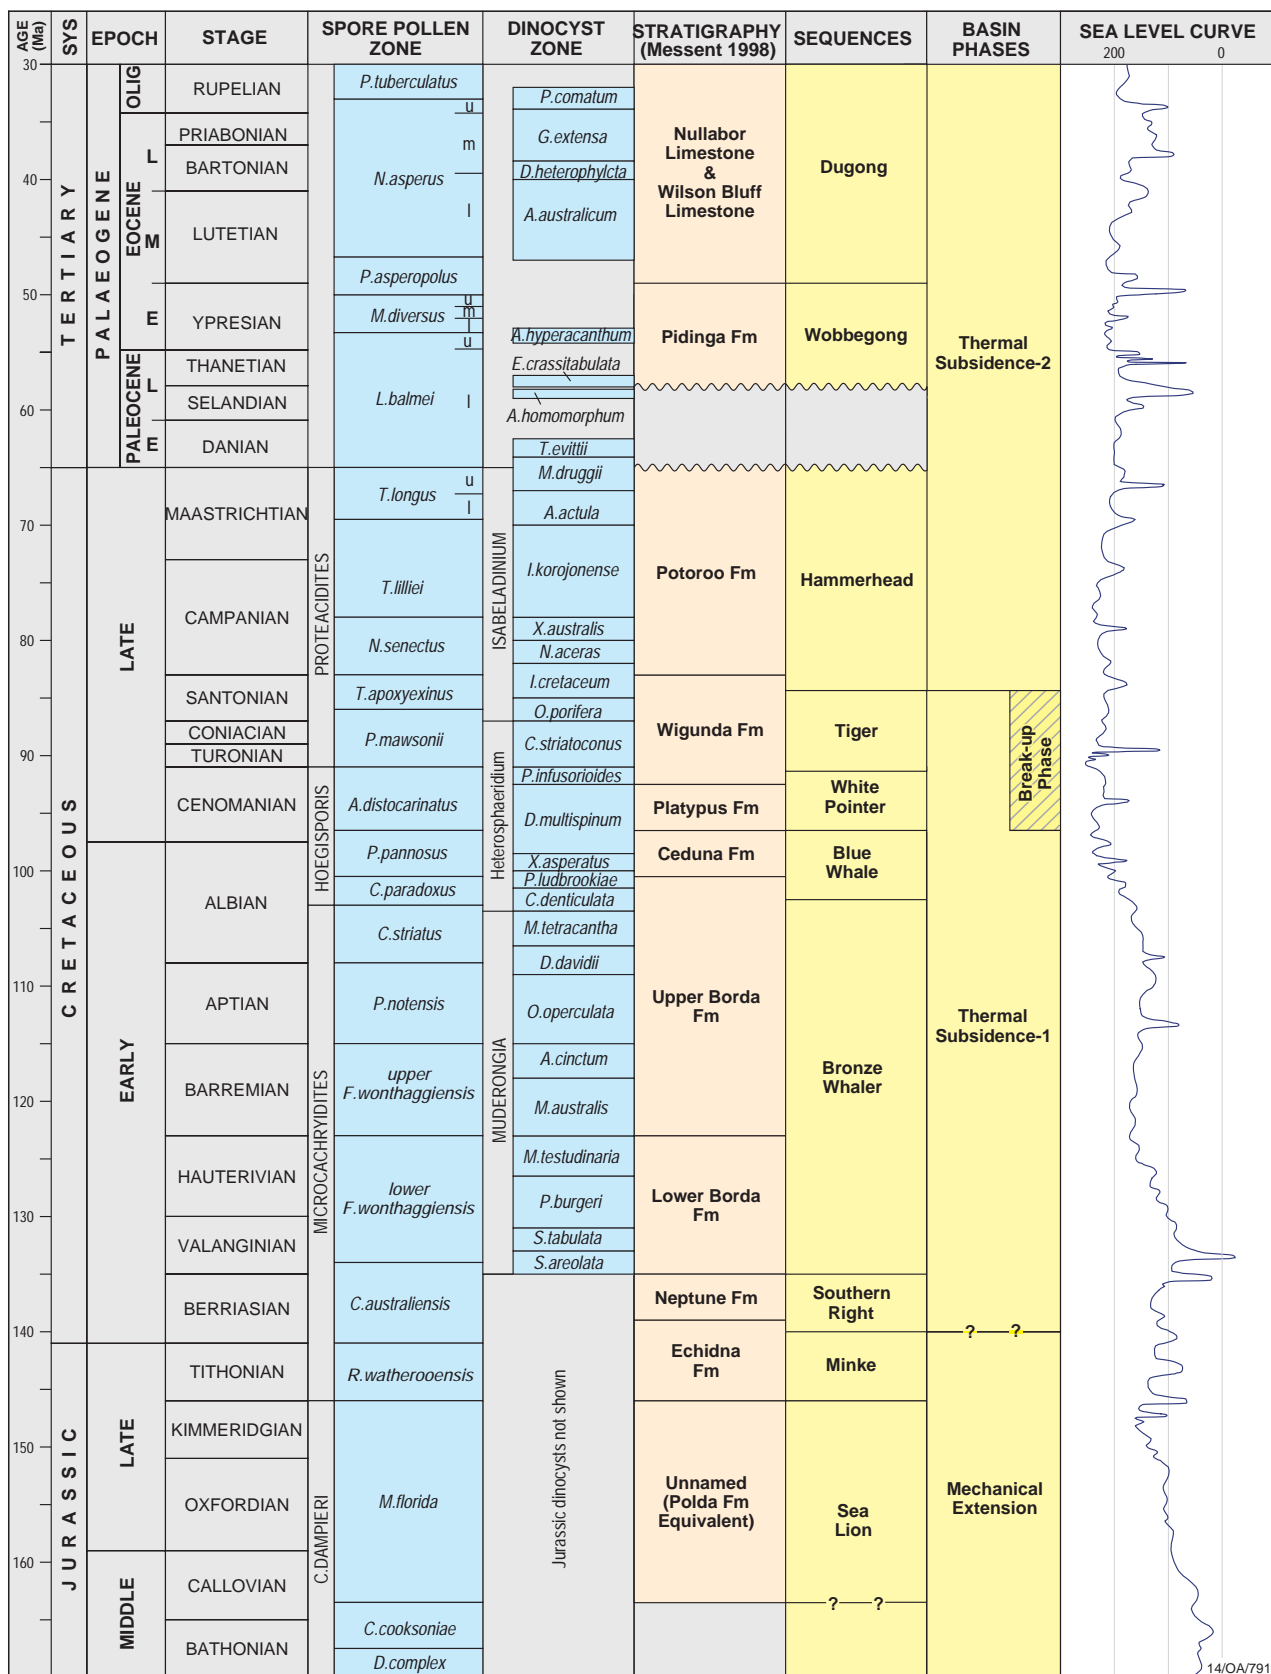 AGE (Ma)
SYS
EPOCH
STAGE
SPORE POLLEN
ZONE
DINOCYST
ZONE
STRATIGRAPHY
(Messent 1998)
SEQUENCES
BASIN
PHASES
SEA LEVEL CURVE
200
0
30
40
50
60
70
80
90
100
110
120
130
140
150
160
TERTIARY
CRETACEOUS
JURASSIC
PALAEOGENE
OLIG
EOCENE
L
M
E
PALEOCENE
L
E
LATE
EARLY
LATE
MIDDLE
RUPELIAN
PRIABONIAN
BARTONIAN
LUTETIAN
YPRESIAN
THANETIAN
SELANDIAN
DANIAN
MAASTRICHTIAN
CAMPANIAN
SANTONIAN
CONIACIAN
TURONIAN
CENOMANIAN
ALBIAN
APTIAN
BARREMIAN
HAUTERIVIAN
VALANGINIAN
BERRIASIAN
TITHONIAN
KIMMERIDGIAN
OXFORDIAN
CALLOVIAN
BATHONIAN
PROTEACIDITES
HOEGISPORIS
MICROCACHRYIDITES
C.DAMPIERI
P.tuberculatus
u
m
N.asperus
l
P.asperopolus
u
M.diversus
m
l
u
L.balmei
l
u
T.longus
l
T.lilliei
N.senectus
T.apoxyexinus
P.mawsonii
A.distocarinatus
P.pannosus
C.paradoxus
C.striatus
P.notensis
upper
F.wonthaggiensis
lower
F.wonthaggiensis
C.australiensis
R.watherooensis
M.florida
C.cooksoniae
D.complex
ISABELADINIUM
Heterosphaeridium
MUDERONGIA
P.comatum
G.extensa
D.heterophylcta
A.australicum
A.hyperacanthum
E.crassitabulata
A.homomorphum
T.evittii
M.druggii
A.actula
I.korojonense
X.australis
N.aceras
I.cretaceum
O.porifera
C.striatoconus
P.infusorioides
D.multispinum
X.asperatus
P.ludbrookiae
C.denticulata
M.tetracantha
D.davidii
O.operculata
A.cinctum
M.australis
M.testudinaria
P.burgeri
S.tabulata
S.areolata
Jurassic dinocysts not shown
Nullabor
Limestone
&
Wilson Bluff
Limestone
Pidinga Fm
Potoroo Fm
Wigunda Fm
Platypus Fm
Ceduna Fm
Upper Borda
Fm
Lower Borda
Fm
Neptune Fm
Echidna
Fm
Unnamed
(Polda Fm
Equivalent)
Dugong
Wobbegong
Hammerhead
Tiger
White
Pointer
Blue
Whale
Bronze
Whaler
Southern
Right
Minke
Sea
Lion
? ?
Thermal
Subsidence-2
Break-up
Phase
Thermal
Subsidence-1
? ?
Mechanical
Extension
14/OA/791